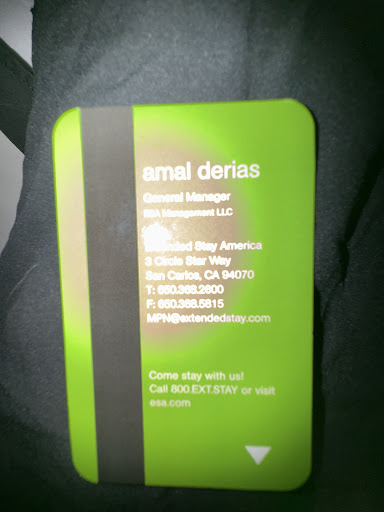 amal derias
General Manager
ESA Management LLC
Extended Stay America
3 Circle Star Way
San Carlos, CA 94070
T: 650.368.2600
F: 650.368.5815
MPN@extendedstay.com
Come stay with us!
Call 800.EXT.STAY or visit
esa.com